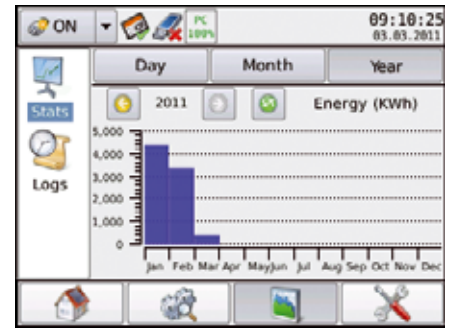 ON
PC
100%
09:10:25
03.03.2011
Day Month Year
Stats
2011
Energy (KWh)
5,000
4,000
3,000
2,000
1,000
0
Logs
Jan Feb Mar Apr May Jun Jul Aug Sep Oct Nov Dec